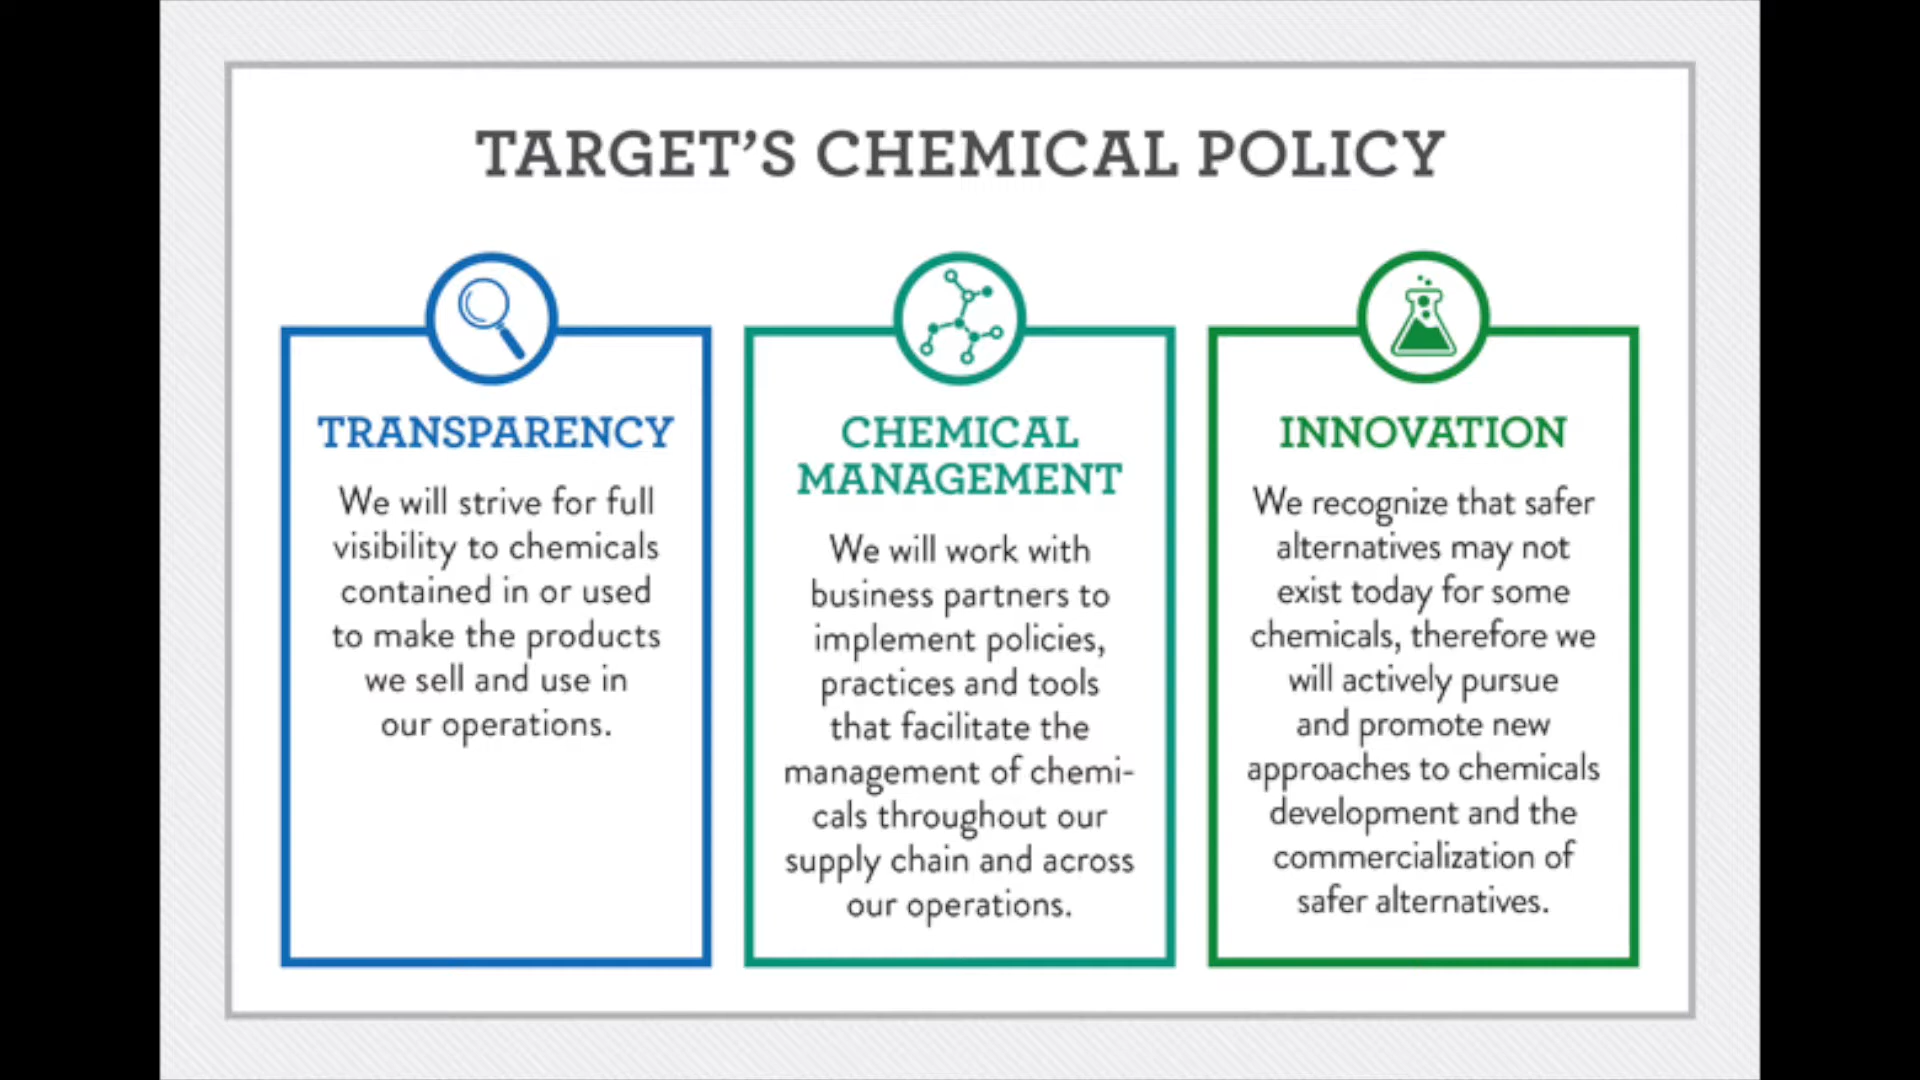 TARGET'S CHEMICAL POLICY
TRANSPARENCY
We will strive for full
visibility to chemicals
contained in or used
to make the products
we sell and use in
our operations.
CHEMICAL
MANAGEMENT
We will work with
business partners to
implement policies,
practices and tools
that facilitate the
management of chemi-
cals throughout our
supply chain and across
our operations.
INNOVATION
We recognize that safer
alternatives may not
exist today for some
chemicals, therefore we
will actively pursue
and promote new
approaches to chemicals
development and the
commercialization of
safer alternatives.